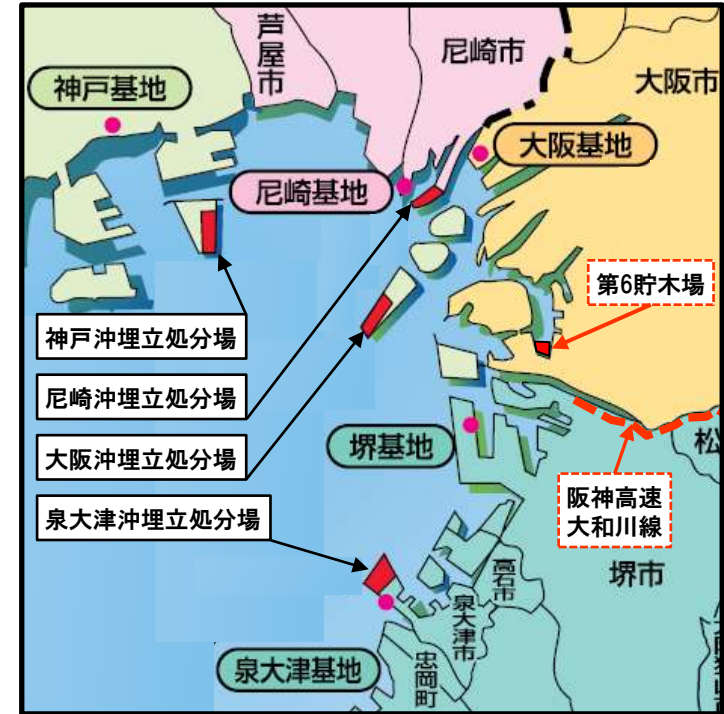 芦屋市
尼崎市
大阪市
神戸基地
大阪基地
尼崎基地
第6貯木場
神戸沖埋立処分場
尼崎沖埋立処分場
大阪沖埋立処分場
堺基地
松
泉大津沖埋立処分場
阪神高速
大和川線
堺市
高石市
泉大津市
忠岡町
泉大津基地